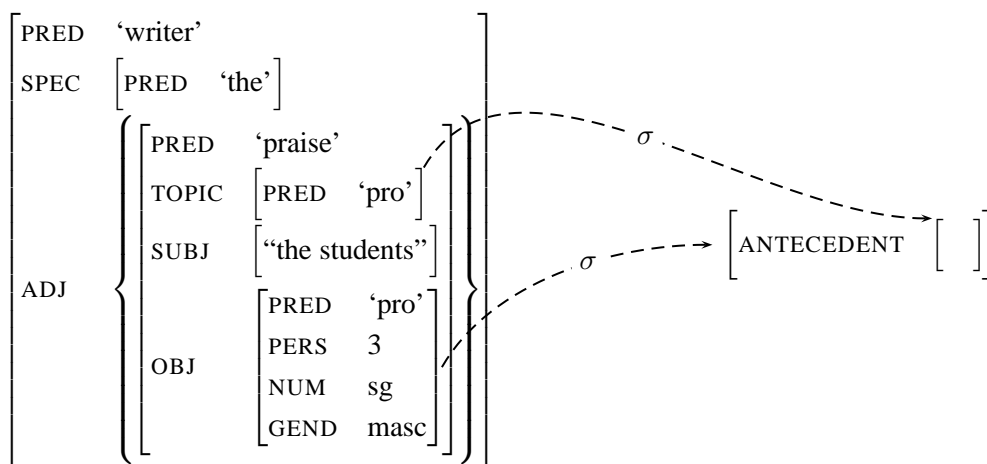 PRED ‘writer’
SPEC [PRED ‘the’]
PRED ‘praise’
σ
TOPIC [PRED ‘pro’]
SUBJ [“the students”]
[ANTECEDENT [ ]]
σ
ADJ
PRED ‘pro’
PERS 3
OBJ
NUM sg
GEND masc